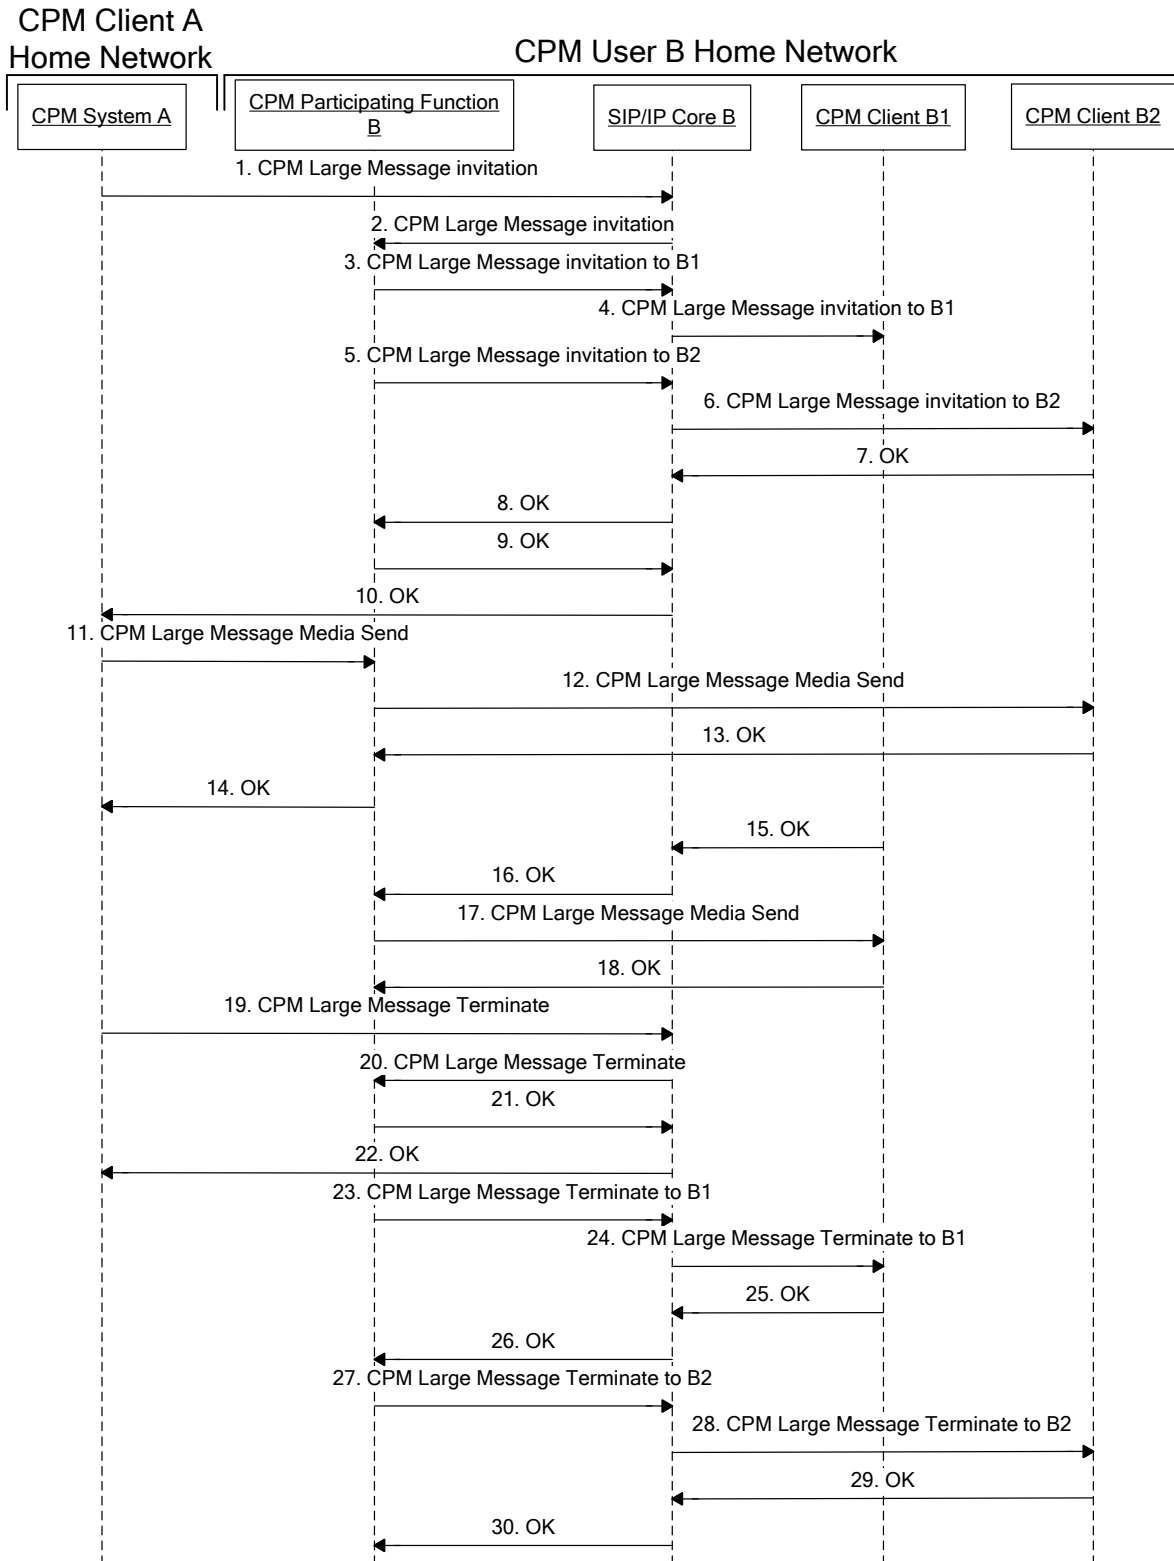 CPM Client A
Home Network
CPM User B Home Network
CPM System A
CPM Participating Function
B
SIP/IP Core B
CPM Client B1
CPM Client B2
1. CPM Large Message invitation
2. CPM Large Message invitation
3. CPM Large Message invitation to B1
4. CPM Large Message invitation to B1
5. CPM Large Message invitation to B2
6. CPM Large Message invitation to B2
7. OK
8. OK
9. OK
10. OK
11. CPM Large Message Media Send
12. CPM Large Message Media Send
13. OK
14. OK
15. OK
16. OK
17. CPM Large Message Media Send
18. OK
19. CPM Large Message Terminate
20. CPM Large Message Terminate
21. OK
22. OK
23. CPM Large Message Terminate to B1
24. CPM Large Message Terminate to B1
25. OK
26. OK
27. CPM Large Message Terminate to B2
28. CPM Large Message Terminate to B2
29. OK
30. OK